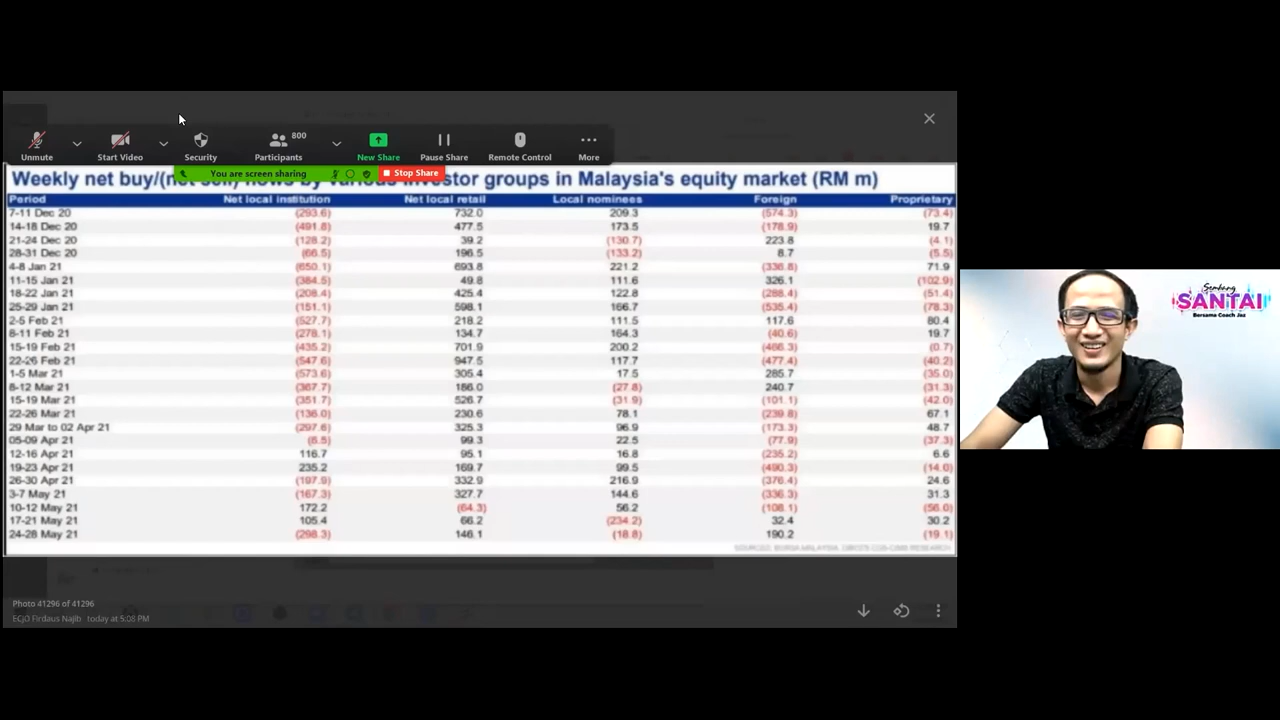 800
Unmute Start Video Security Participants New Share Pause Share Remote Control More
You are screen sharing Stop Share
Weekly net buy/(net sell) flows by various investor groups in Malaysia's equity market (RM m)
Period Net local institution Net local retail Local nominees Foreign Proprietary
7-11 Dec 20 (293.6) 732.0 209.3 (574.3) (73.4)
14-18 Dec 20 (491.8) 477.5 173.5 (178.9) 19.7
21-24 Dec 20 (128.2) 39.2 (130.7) 223.8 (4.1)
28-31 Dec 20 (66.5) 196.5 (133.2) 8.7 (5.5)
4-8 Jan 21 (650.1) 693.8 221.2 (336.8) 71.9
11-15 Jan 21 (384.5) 49.8 111.6 326.1 (102.9)
18-22 Jan 21 (208.4) 425.4 122.8 (288.4) (51.4)
25-29 Jan 21 (151.1) 598.1 166.7 (535.4) (78.3)
2-5 Feb 21 (527.7) 218.2 111.5 117.6 80.4
8-11 Feb 21 (278.1) 134.7 164.3 (40.6) 19.7
15-19 Feb 21 (435.2) 701.9 200.2 (466.3) (0.7)
22-26 Feb 21 (547.6) 947.5 117.7 (477.4) (40.2)
1-5 Mar 21 (573.6) 305.4 17.5 285.7 (35.0)
8-12 Mar 21 (367.7) 186.0 (27.8) 240.7 (31.3)
15-19 Mar 21 (351.7) 526.7 (31.9) (101.1) (42.0)
22-26 Mar 21 (136.0) 230.6 78.1 (239.8) 67.1
29 Mar to 02 Apr 21 (297.6) 325.3 96.9 (173.3) 48.7
05-09 Apr 21 (6.5) 99.3 22.5 (77.9) (37.3)
12-16 Apr 21 116.7 95.1 16.8 (235.2) 6.6
19-23 Apr 21 235.2 169.7 99.5 (490.3) (14.0)
26-30 Apr 21 (197.9) 332.9 216.9 (376.4) 24.6
3-7 May 21 (167.3) 327.7 144.6 (336.3) 31.3
10-12 May 21 172.2 (64.3) 56.2 (108.1) (56.0)
17-21 May 21 105.4 66.2 (234.2) 32.4 30.2
24-28 May 21 (298.3) 146.1 (18.8) 190.2 (19.1)
Photo 41296 of 41296
ECJO Firdaus Najib today at 5:08 PM
Sembang
SANTAI
Bersama Coach Jaz